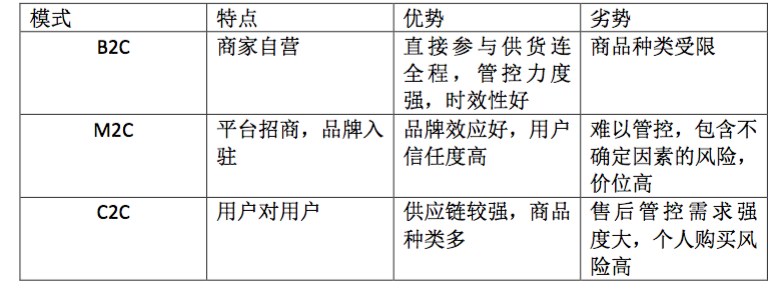 模式 特点 优势 劣势
B2C 商家自营 直接参与供货连 商品种类受限
全程，管控力度
强，时效性好
M2C 平台招商，品牌入 品牌效应好，用户 难以管控，包含不
驻 信任度高 确定因素的风险，
价位高
C2C 用户对用户 供应链较强，商品 售后管控需求强
种类多 度大，个人购买风
险高